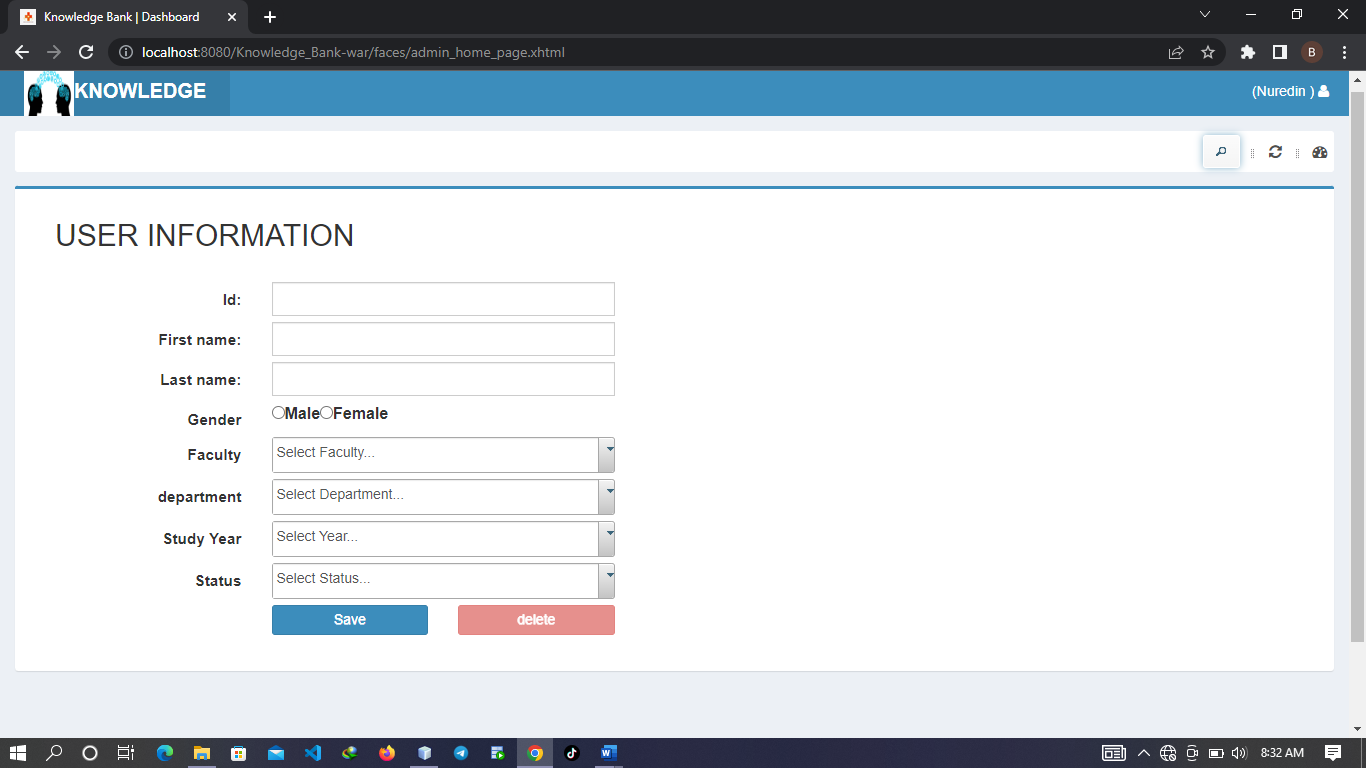 Knowledge Bank | Dashboard
localhost:8080/Knowledge_Bank-war/faces/admin_home_page.xhtml
B
KNOWLEDGE
(Nuredin )
USER INFORMATION
Id:
First name:
Last name:
Gender Male Female
Faculty Select Faculty...
department Select Department...
Study Year Select Year...
Status Select Status...
Save delete
8:32 AM